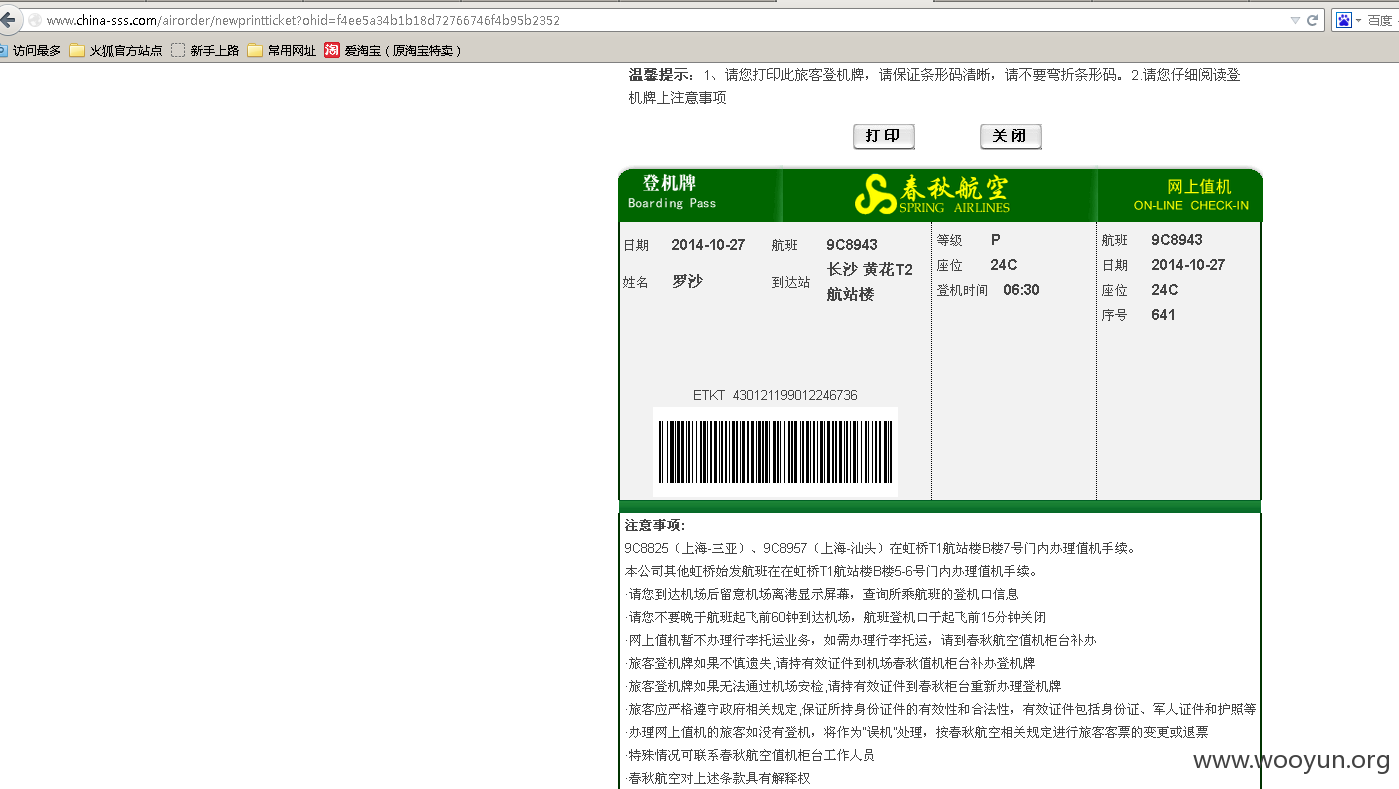 www.china-sss.com/airorder/newprintticket?ohid=f4ee5a34b1b18d72766746f4b95b2352
百度
访问最多 火狐官方站点 新手上路 常用网址 爱淘宝（原淘宝特卖）
温馨提示：1、请您打印此旅客登机牌，请保证条形码清晰，请不要弯折条形码。2.请您仔细阅读登
机牌上注意事项
打印 关闭
登机牌
Boarding Pass
春秋航空
SPRING AIRLINES
网上值机
ON-LINE CHECK-IN
日期 2014-10-27 航班 9C8943
姓名 罗沙 到达站 长沙 黄花T2
航站楼
等级 P
座位 24C
登机时间 06:30
航班 9C8943
日期 2014-10-27
座位 24C
序号 641
ETKT 430121199012246736
注意事项:
9C8825（上海-三亚）、9C8957（上海-汕头）在虹桥T1航站楼B楼7号门内办理值机手续。
本公司其他虹桥始发航班在在虹桥T1航站楼B楼5-6号门内办理值机手续。
·请您到达机场后留意机场离港显示屏幕，查询所乘航班的登机口信息
·请您不要晚于航班起飞前60钟到达机场，航班登机口于起飞前15分钟关闭
·网上值机暂不办理行李托运业务，如需办理行李托运，请到春秋航空值机柜台补办
·旅客登机牌如果不慎遗失,请持有效证件到机场春秋值机柜台补办登机牌
·旅客登机牌如果无法通过机场安检,请持有效证件到春秋柜台重新办理登机牌
·旅客应严格遵守政府相关规定,保证所持身份证件的有效性和合法性，有效证件包括身份证、军人证件和护照等
·办理网上值机的旅客如没有登机，将作为"误机"处理，按春秋航空相关规定进行旅客客票的变更或退票
·特殊情况可联系春秋航空值机柜台工作人员
·春秋航空对上述条款具有解释权
www.wooyun.org